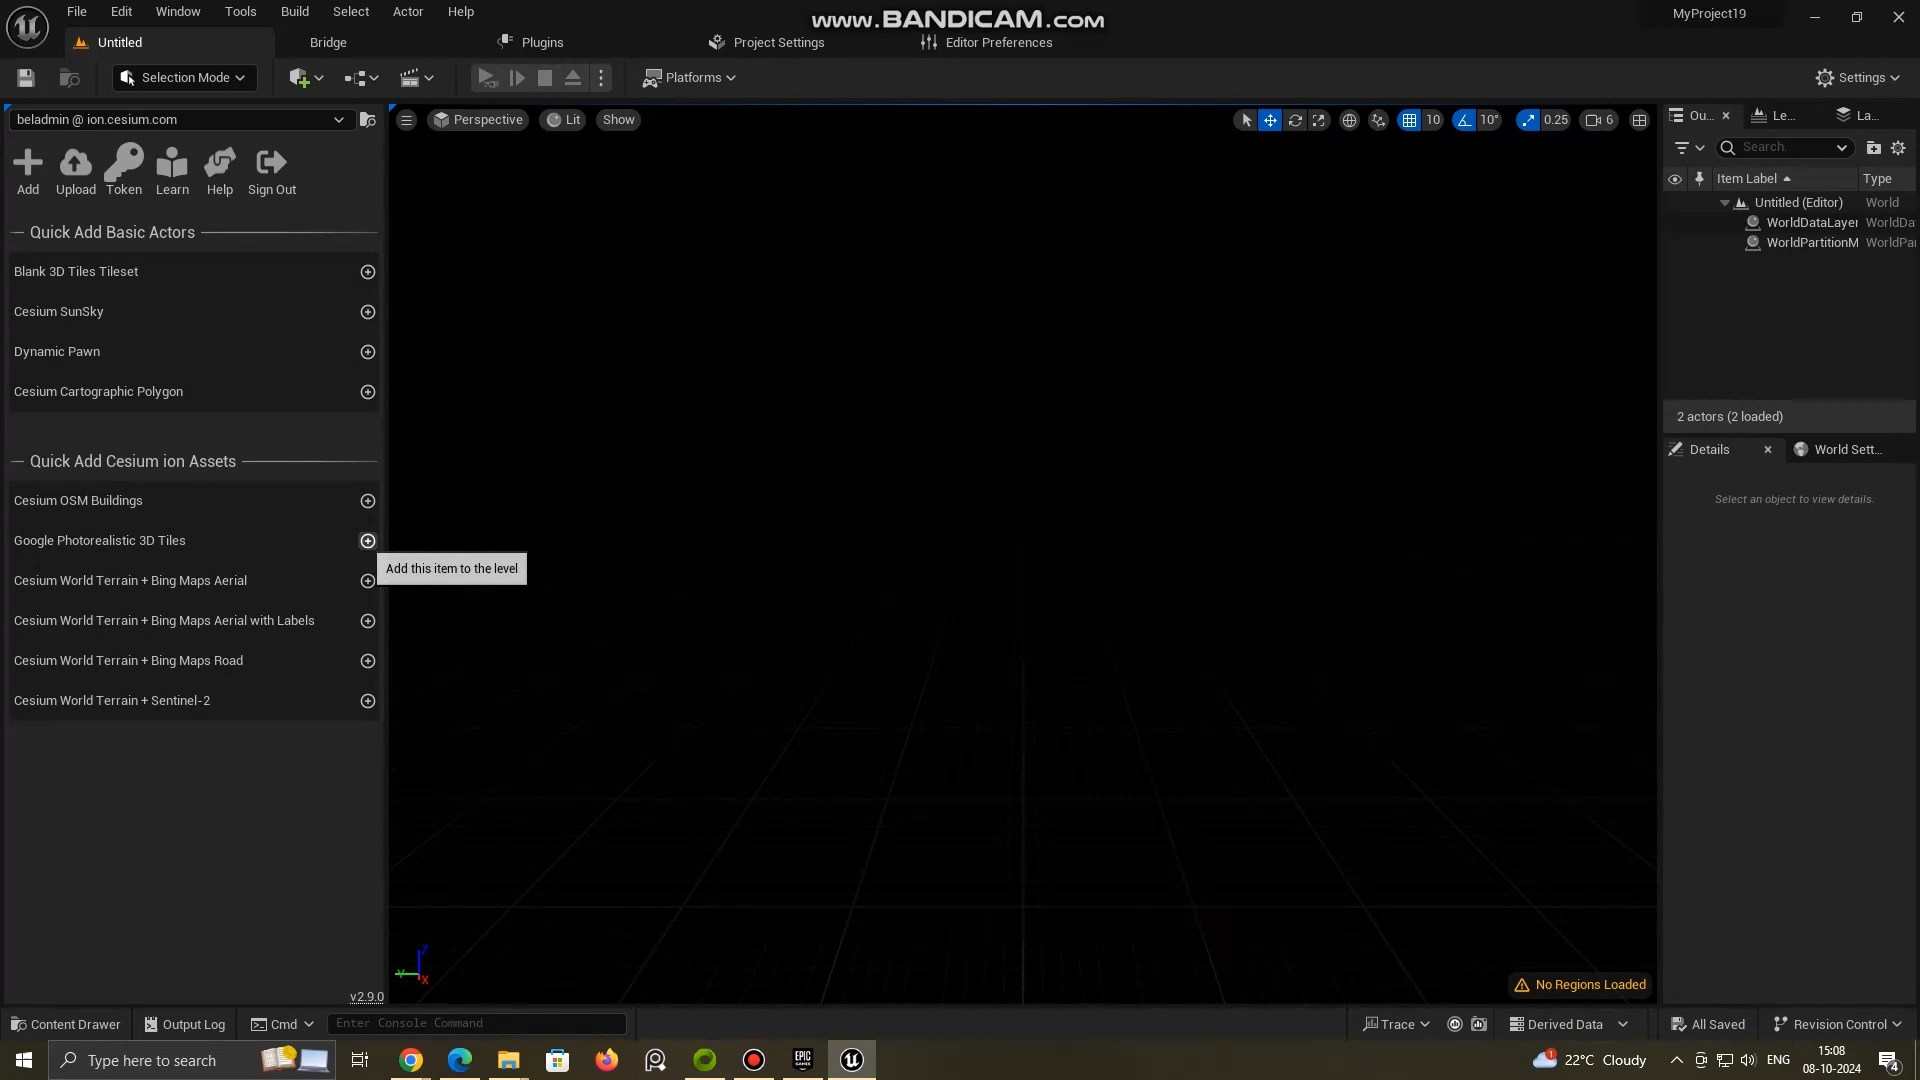 File Edit Window Tools Build Select Actor Help
www.BANDICAM.com
MyProject19
Untitled
Bridge
Plugins
Project Settings
Editor Preferences
Selection Mode
Platforms
Settings
beladmin @ ion.cesium.com
Perspective
Lit
Show
10
10°
0.25
6
Ou...
Le...
La...
Search.
Add Upload Token Learn Help Sign Out
Item Label
Type
Untitled (Editor) World
WorldDataLayer WorldDa
WorldPartitionM WorldPa
Quick Add Basic Actors
Blank 3D Tiles Tileset
Cesium SunSky
Dynamic Pawn
Cesium Cartographic Polygon
2 actors (2 loaded)
Details
World Sett...
Select an object to view details.
Quick Add Cesium ion Assets
Cesium OSM Buildings
Google Photorealistic 3D Tiles
Add this item to the level
Cesium World Terrain + Bing Maps Aerial
Cesium World Terrain + Bing Maps Aerial with Labels
Cesium World Terrain + Bing Maps Road
Cesium World Terrain + Sentinel-2
Z
Y
X
v2.9.0
No Regions Loaded
Content Drawer
Output Log
Cmd
Enter Console Command
Trace
Derived Data
All Saved
Revision Control
Type here to search
EPIC GAMES
1
22°C Cloudy
ENG
15:08
08-10-2024
4